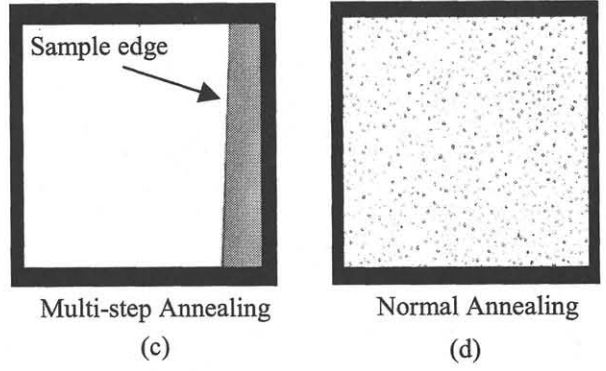 Sample edge
Multi-step Annealing
Normal Annealing
(c)
(d)